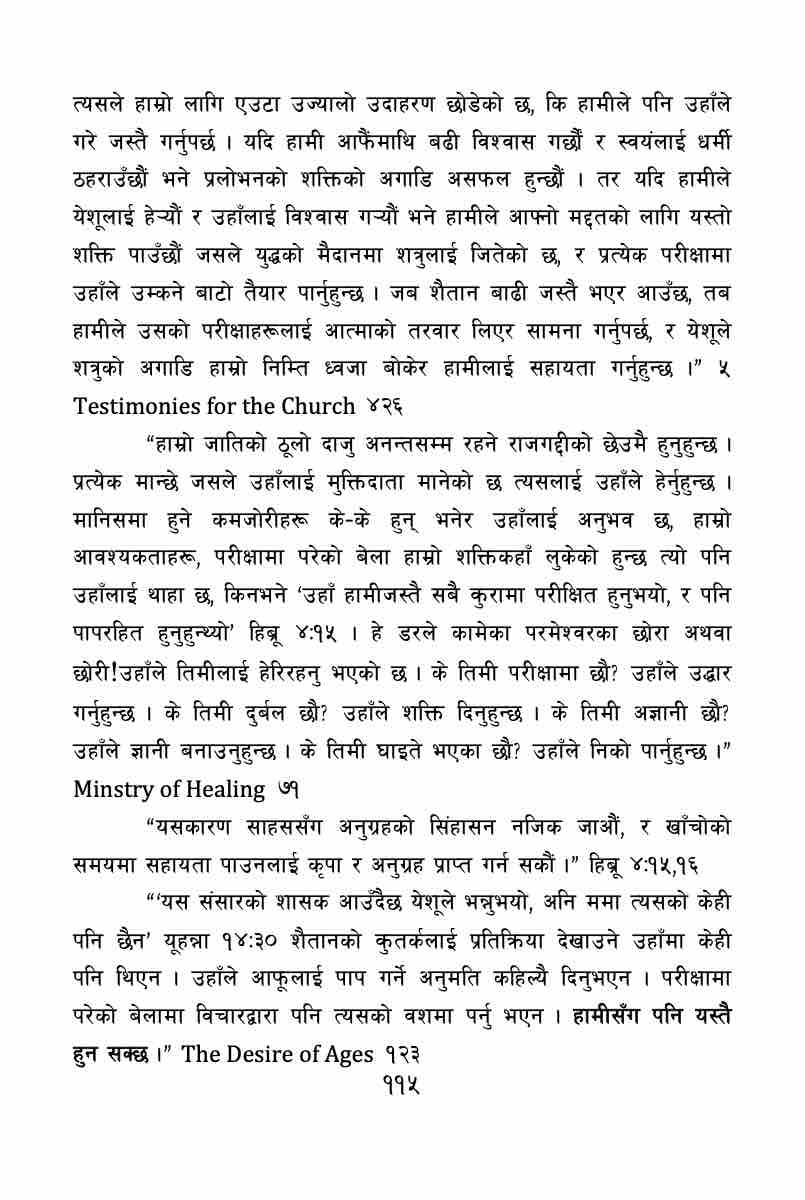 त्यसले हाम्रो लागि एउटा उज्यालो उदाहरण छोडेको छ, कि हामीले पनि उहाँले
गरे जस्तै गर्नुपर्छ । यदि हामी आफैंमाथि बढी विश्वास गर्छौं र स्वयंलाई धर्मी
ठहराउँछौं भने प्रलोभनको शक्तिको अगाडि असफल हुन्छौं । तर यदि हामीले
येशूलाई हेऱ्यौं र उहाँलाई विश्वास गऱ्यौं भने हामीले आफ्नो मद्दतको लागि यस्तो
शक्ति पाउँछौं जसले युद्धको मैदानमा शत्रुलाई जितेको छ, र प्रत्येक परीक्षामा
उहाँले उम्कने बाटो तैयार पार्नुहुन्छ । जब शैतान बाढी जस्तै भएर आउँछ, तब
हामीले उसको परीक्षाहरूलाई आत्माको तरवार लिएर सामना गर्नुपर्छ, र येशूले
शत्रुको अगाडि हाम्रो निम्ति ध्वजा बोकेर हामीलाई सहायता गर्नुहुन्छ ।” ५
Testimonies for the Church ४२६
“हाम्रो जातिको ठूलो दाजु अनन्तसम्म रहने राजगद्दीको छेउमै हुनुहुन्छ ।
प्रत्येक मान्छे जसले उहाँलाई मुक्तिदाता मानेको छ त्यसलाई उहाँले हेर्नुहुन्छ ।
मानिसमा हुने कमजोरीहरू के-के हुन् भनेर उहाँलाई अनुभव छ, हाम्रो
आवश्यकताहरू, परीक्षामा परेको बेला हाम्रो शक्तिकहाँ लुकेको हुन्छ त्यो पनि
उहाँलाई थाहा छ, किनभने ‘उहाँ हामीजस्तै सबै कुरामा परीक्षित हुनुभयो, र पनि
पापरहित हुनुहुन्थ्यो’ हिब्रू ४:१५ । हे डरले कामेका परमेश्वरका छोरा अथवा
छोरी!उहाँले तिमीलाई हेरिरहनु भएको छ । के तिमी परीक्षामा छौ? उहाँले उद्धार
गर्नुहुन्छ । के तिमी दुर्बल छौ? उहाँले शक्ति दिनुहुन्छ । के तिमी अज्ञानी छौ?
उहाँले ज्ञानी बनाउनुहुन्छ । के तिमी घाइते भएका छौ? उहाँले निको पार्नुहुन्छ ।”
Minstry of Healing ७१
“यसकारण साहससँग अनुग्रहको सिंहासन नजिक जाऔं, र खाँचोको
समयमा सहायता पाउनलाई कृपा र अनुग्रह प्राप्त गर्न सकौं ।” हिब्रू ४:१५,१६
“‘यस संसारको शासक आउँदैछ येशूले भन्नुभयो, अनि ममा त्यसको केही
पनि छैन’ यूहन्ना १४:३० शैतानको कुतर्कलाई प्रतिक्रिया देखाउने उहाँमा केही
पनि थिएन । उहाँले आफूलाई पाप गर्ने अनुमति कहिल्यै दिनुभएन । परीक्षामा
परेको बेलामा विचारद्वारा पनि त्यसको वशमा पर्नु भएन । हामीसँग पनि यस्तै
हुन सक्छ ।” The Desire of Ages १२३
११५